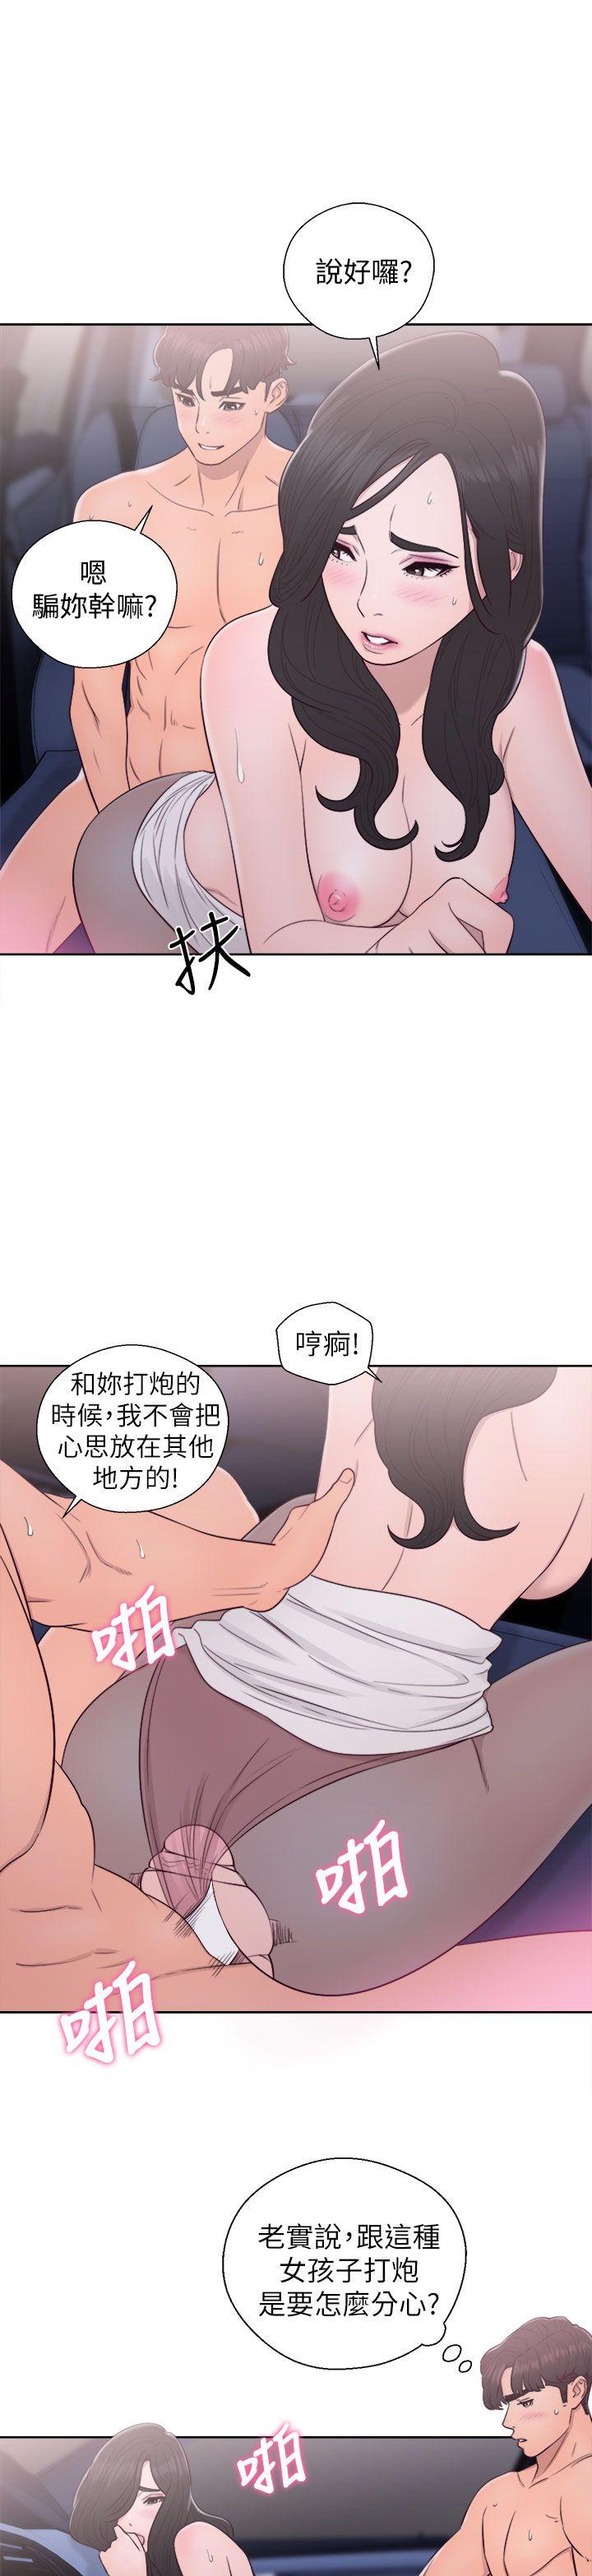 說好囉?
嗯
騙妳幹嘛?
扶
哼啊!
和妳打炮的
時候,我不會把
心思放在其他
地方的!
啪
啪
啪
老實說,跟這種
女孩子打炮
是要怎麼分心?
啪